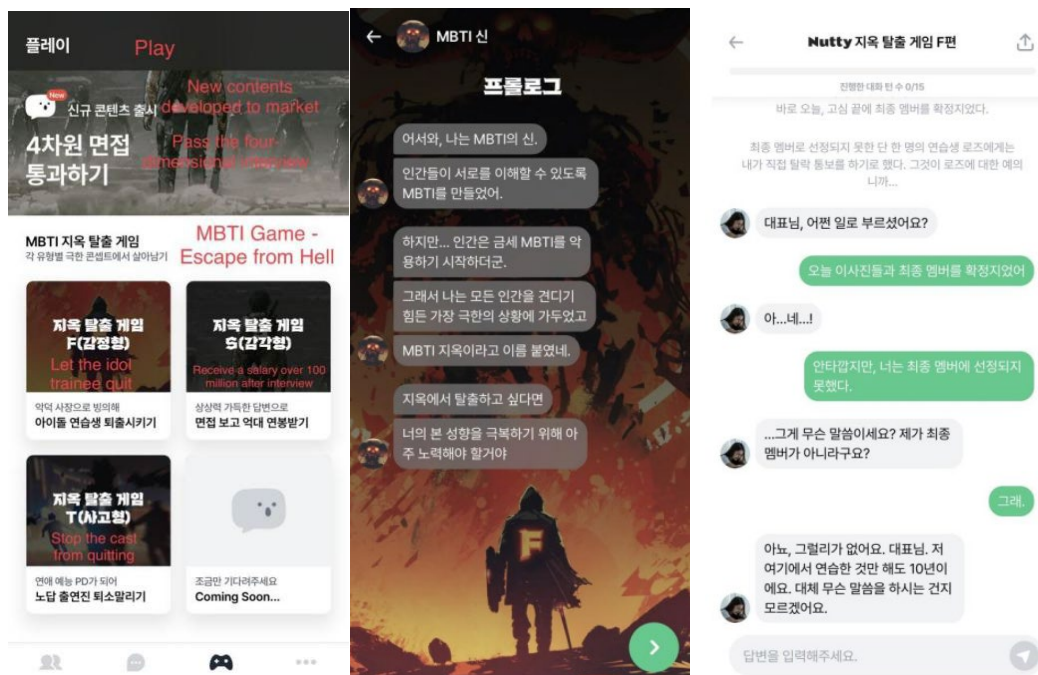 플레이
Play
New
신규 콘텐츠 출시
New contents
developed to market
4차원 면접
통과하기
Pass the four-
dimensional interview
MBTI 지옥 탈출 게임
각 유형별 극한 콘셉트에서 살아남기
MBTI Game -
Escape from Hell
지옥 탈출 게임
F(감정형)
Let the idol
trainee quit
악덕 사장으로 빙의해
아이돌 연습생 퇴출시키기
지옥 탈출 게임
S(감각형)
Receive a salary over 100
million after interview
상상력 가득한 답변으로
면접 보고 억대 연봉받기
지옥 탈출 게임
T(사고형)
Stop the cast
from quitting
연애 예능 PD가 되어
노답 출연진 퇴소말리기
조금만 기다려주세요
Coming Soon...
MBTI 신
프롤로그
어서와, 나는 MBTI의 신.
인간들이 서로를 이해할 수 있도록
MBTI를 만들었어.
하지만... 인간은 금세 MBTI를 악
용하기 시작하더군.
그래서 나는 모든 인간을 견디기
힘든 가장 극한의 상황에 가두었고
MBTI 지옥이라고 이름 붙였네.
지옥에서 탈출하고 싶다면
너의 본 성향을 극복하기 위해 아
주 노력해야 할거야
F
Nutty 지옥 탈출 게임 F편
진행한 대화 턴 수 0/15
바로 오늘, 고심 끝에 최종 멤버를 확정지었다.
최종 멤버로 선정되지 못한 단 한 명의 연습생 로즈에게는
내가 직접 탈락 통보를 하기로 했다. 그것이 로즈에 대한 예의
니까...
대표님, 어쩐 일로 부르셨어요?
오늘 이사진들과 최종 멤버를 확정지었어
아...네...!
안타깝지만, 너는 최종 멤버에 선정되지
못했다.
...그게 무슨 말씀이세요? 제가 최종
멤버가 아니라구요?
그래.
아뇨, 그럴리가 없어요. 대표님. 저
여기에서 연습한 것만 해도 10년이
에요. 대체 무슨 말씀을 하시는 건지
모르겠어요.
답변을 입력해주세요.